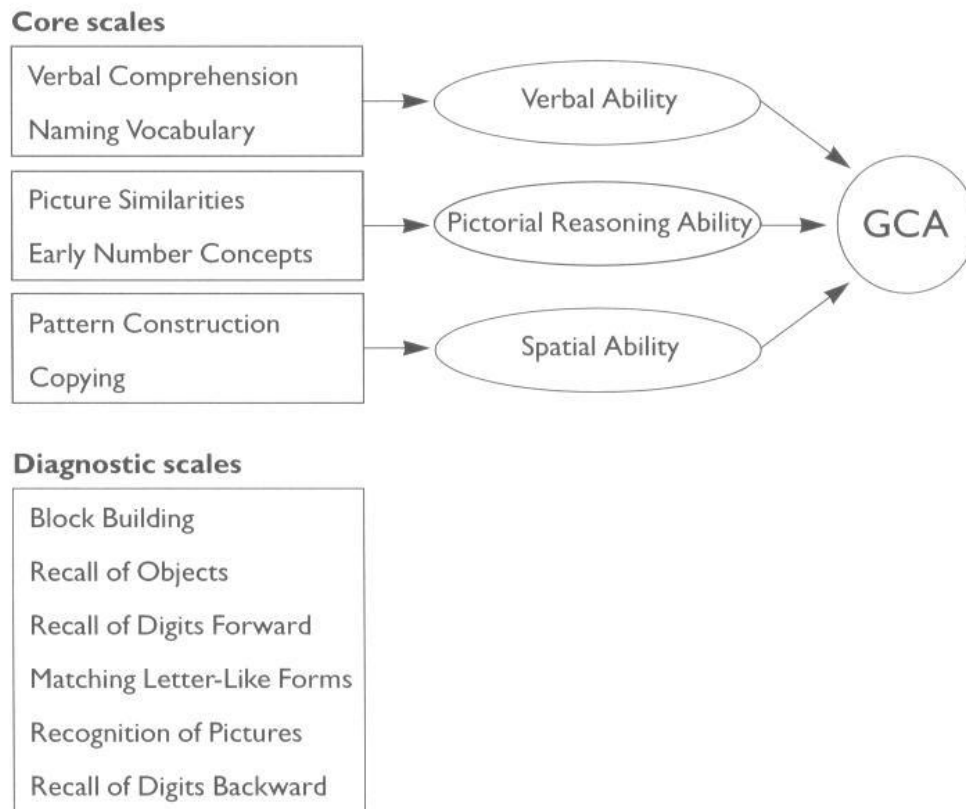 Core scales
Verbal Comprehension
Naming Vocabulary
Verbal Ability
Picture Similarities
Early Number Concepts
Pictorial Reasoning Ability
GCA
Pattern Construction
Copying
Spatial Ability
Diagnostic scales
Block Building
Recall of Objects
Recall of Digits Forward
Matching Letter-Like Forms
Recognition of Pictures
Recall of Digits Backward